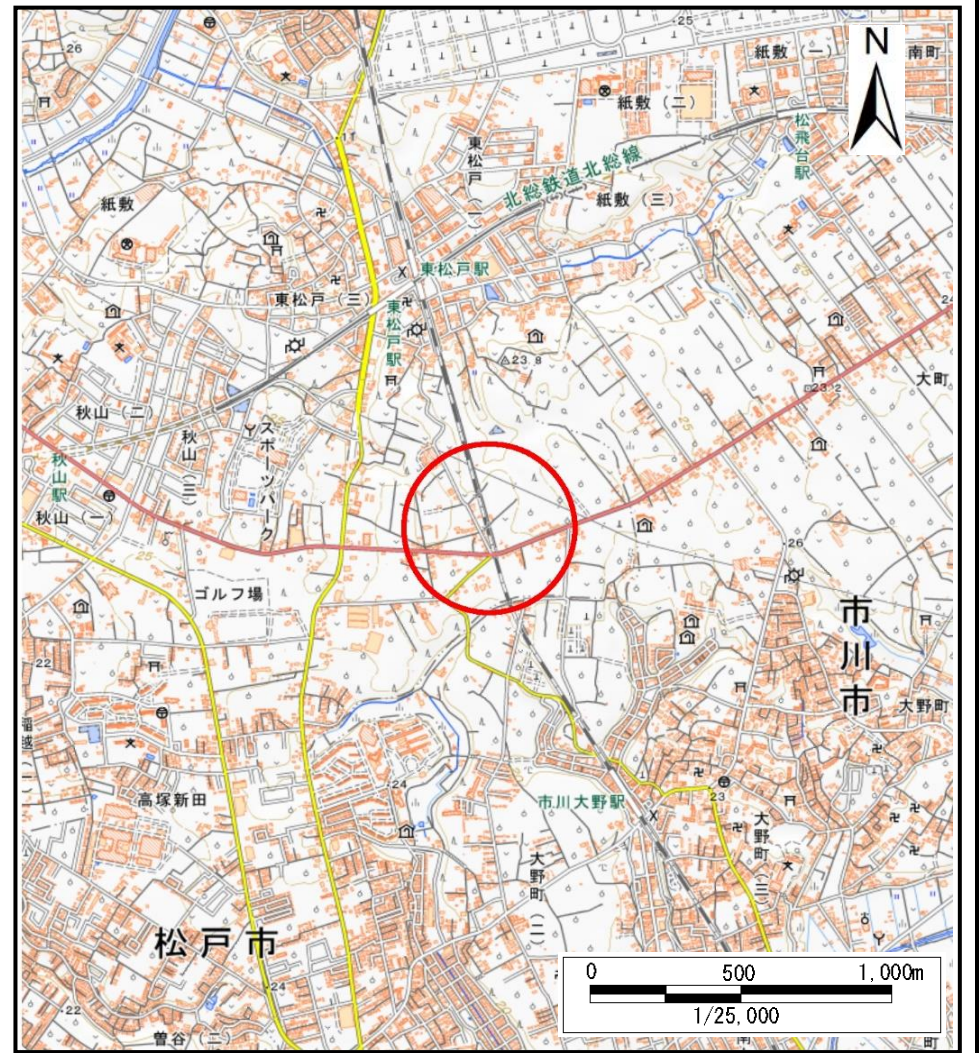 25
26
紙敷（一）
南町
N
紙敷（二）
松飛台駅
東松戸（一）
北総鉄道北総線
紙敷（三）
紙敷
東松戸駅
東松戸（三）
東松戸駅
23.8
23.2
大町
秋山（二）
秋山（三）
スポーツパーク
秋山駅
秋山（一）
25
26
ゴルフ場
市川市
22
大野町
高塚新田
24
市川大野駅
23
大野町（三）
大野町（二）
松戸市
24
22
曽谷（二）
0 500 1,000m
1/25,000
南
町